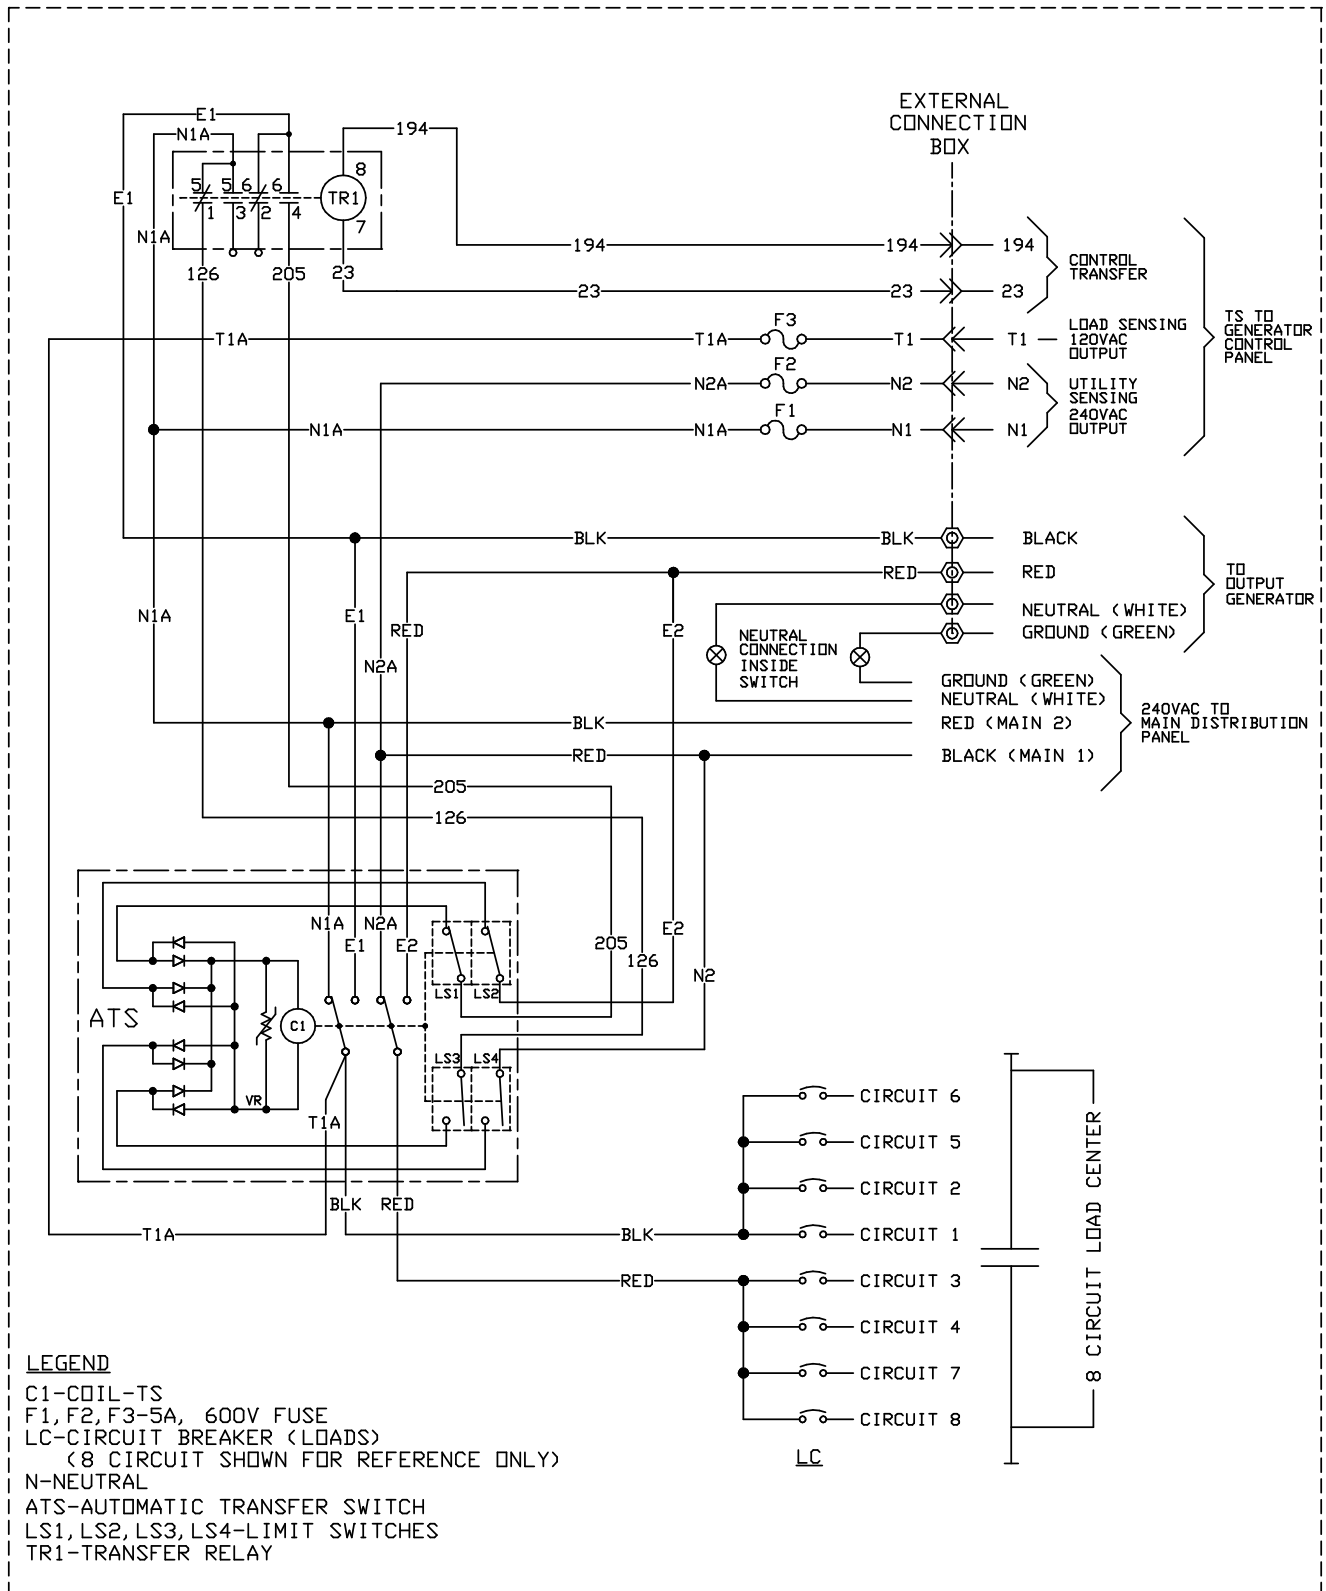 EXTERNAL
CONNECTION
BOX
E1
N1A
194
5 5 6 6
8
TR1
1 3 2 4
7
E1
N1A
126
205
23
194
194
194
CONTROL
TRANSFER
23
23
23
T1A
T1A
F3
T1
T1
LOAD SENSING
120VAC
OUTPUT
N2A
F2
N2
N2
UTILITY
SENSING
240VAC
OUTPUT
N1A
N1A
F1
N1
N1
TS TO
GENERATOR
CONTROL
PANEL
BLK
BLK
BLACK
RED
RED
NEUTRAL (WHITE)
GROUND (GREEN)
TO
OUTPUT
GENERATOR
N1A
E1
RED
N2A
E2
NEUTRAL
CONNECTION
INSIDE
SWITCH
GROUND (GREEN)
NEUTRAL (WHITE)
BLK
RED (MAIN 2)
RED
BLACK (MAIN 1)
240VAC TO
MAIN DISTRIBUTION
PANEL
205
126
N1A
N2A
E1
E2
205
126
E2
N2
LS1
LS2
ATS
C1
LS3
LS4
VR
T1A
BLK
RED
T1A
BLK
RED
CIRCUIT 6
CIRCUIT 5
CIRCUIT 2
CIRCUIT 1
CIRCUIT 3
CIRCUIT 4
CIRCUIT 7
CIRCUIT 8
LC
8 CIRCUIT LOAD CENTER
LEGEND
C1-COIL-TS
F1,F2,F3-5A, 600V FUSE
LC-CIRCUIT BREAKER (LOADS)
(8 CIRCUIT SHOWN FOR REFERENCE ONLY)
N-NEUTRAL
ATS-AUTOMATIC TRANSFER SWITCH
LS1,LS2,LS3,LS4-LIMIT SWITCHES
TR1-TRANSFER RELAY